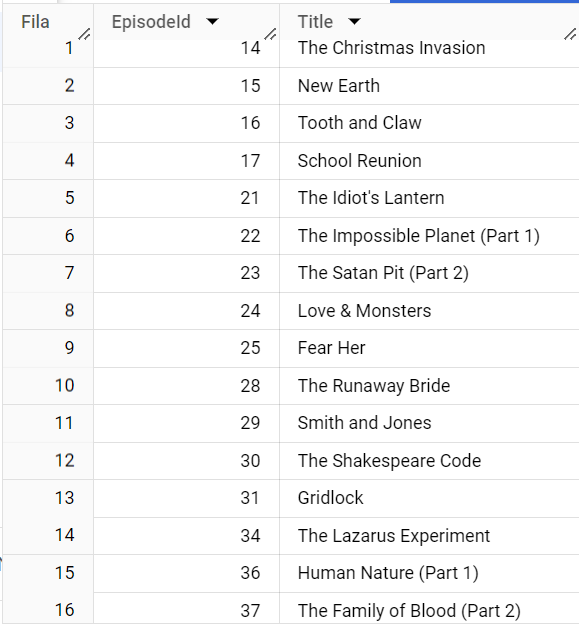 Fila EpisodeId Title
1 14 The Christmas Invasion
2 15 New Earth
3 16 Tooth and Claw
4 17 School Reunion
5 21 The Idiot's Lantern
6 22 The Impossible Planet (Part 1)
7 23 The Satan Pit (Part 2)
8 24 Love & Monsters
9 25 Fear Her
10 28 The Runaway Bride
11 29 Smith and Jones
12 30 The Shakespeare Code
13 31 Gridlock
14 34 The Lazarus Experiment
15 36 Human Nature (Part 1)
16 37 The Family of Blood (Part 2)